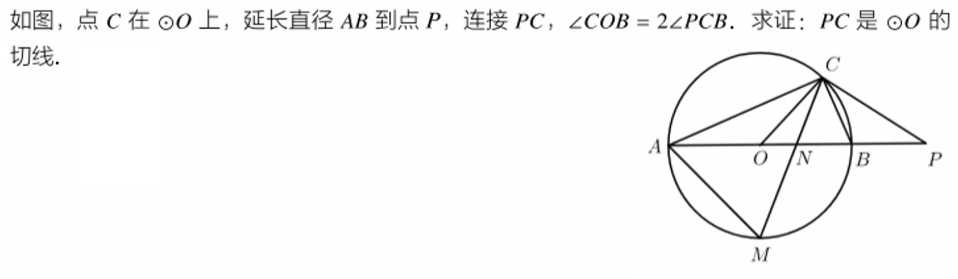 如图，点 C 在 ⊙O 上，延长直径 AB 到点 P，连接 PC，∠COB = 2∠PCB．求证：PC 是 ⊙O 的
切线．
C
A
O
N
B
P
M